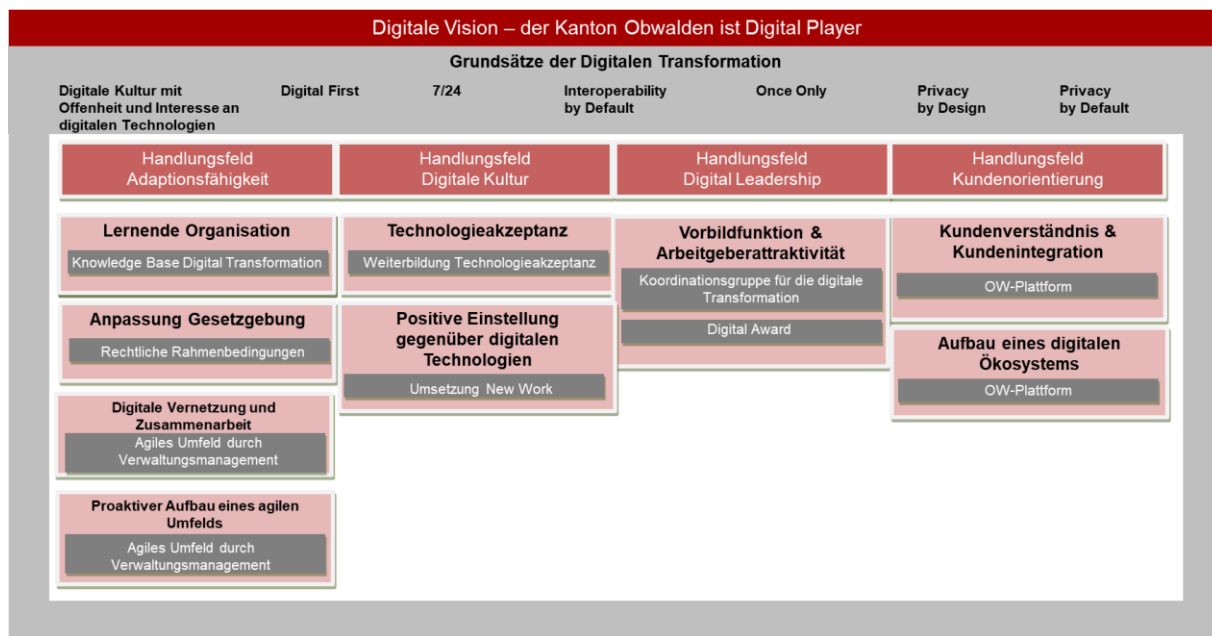 Digitale Vision – der Kanton Obwalden ist Digital Player
Grundsätze der Digitalen Transformation
Digitale Kultur mit
Offenheit und Interesse an
digitalen Technologien
Digital First
7/24
Interoperability
by Default
Once Only
Privacy
by Design
Privacy
by Default
Handlungsfeld
Adaptionsfähigkeit
Lernende Organisation
Knowledge Base Digital Transformation
Anpassung Gesetzgebung
Rechtliche Rahmenbedingungen
Digitale Vernetzung und
Zusammenarbeit
Agiles Umfeld durch
Verwaltungsmanagement
Proaktiver Aufbau eines agilen
Umfelds
Agiles Umfeld durch
Verwaltungsmanagement
Handlungsfeld
Digitale Kultur
Technologieakzeptanz
Weiterbildung Technologieakzeptanz
Positive Einstellung
gegenüber digitalen
Technologien
Umsetzung New Work
Handlungsfeld
Digital Leadership
Vorbildfunktion &
Arbeitgeberattraktivität
Koordinationsgruppe für die digitale
Transformation
Digital Award
Handlungsfeld
Kundenorientierung
Kundenverständnis &
Kundenintegration
OW-Plattform
Aufbau eines digitalen
Ökosystems
OW-Plattform